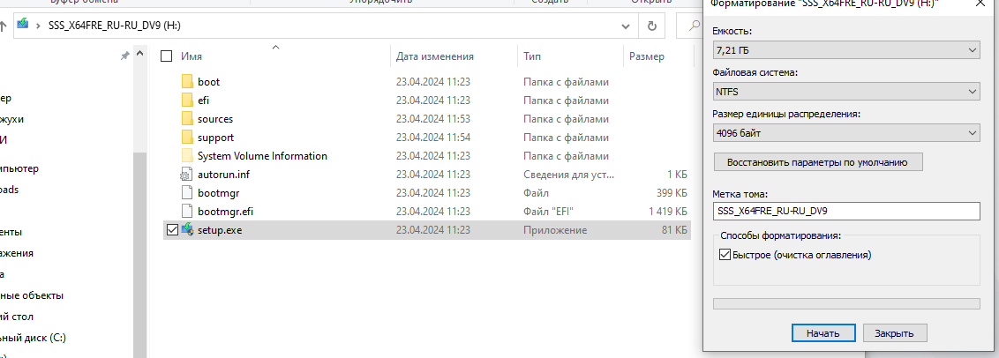 буфер обмена
Упорядочить
Создать
Открыть
Форматирование "SSS_X64FRE_RU-RU_DV9 (H:)"
SSS_X64FRE_RU-RU_DV9 (H:)
Имя Дата изменения Тип Размер
boot 23.04.2024 11:23 Папка с файлами
efi 23.04.2024 11:23 Папка с файлами
sources 23.04.2024 11:53 Папка с файлами
support 23.04.2024 11:54 Папка с файлами
System Volume Information 23.04.2024 11:23 Папка с файлами
autorun.inf 23.04.2024 11:23 Сведения для уст... 1 КБ
bootmgr 23.04.2024 11:23 Файл 399 КБ
bootmgr.efi 23.04.2024 11:23 Файл "EFI" 1 419 КБ
setup.exe 23.04.2024 11:23 Приложение 81 КБ
ер
жухи
И
мпьютер
oads
енты
ажения
а
ные объекты
ий стол
ьный диск (C:)
Емкость:
7,21 ГБ
Файловая система:
NTFS
Размер единицы распределения:
4096 байт
Восстановить параметры по умолчанию
Метка тома:
SSS_X64FRE_RU-RU_DV9
Способы форматирования:
Быстрое (очистка оглавления)
Начать
Закрыть